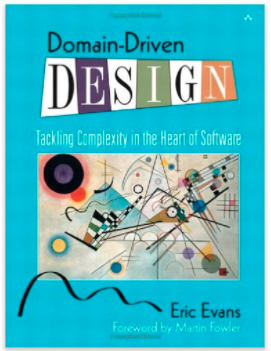 Domain-Driven
DESIGN
Tackling Complexity in the Heart of Software
Eric Evans
Foreword by Martin Fowler